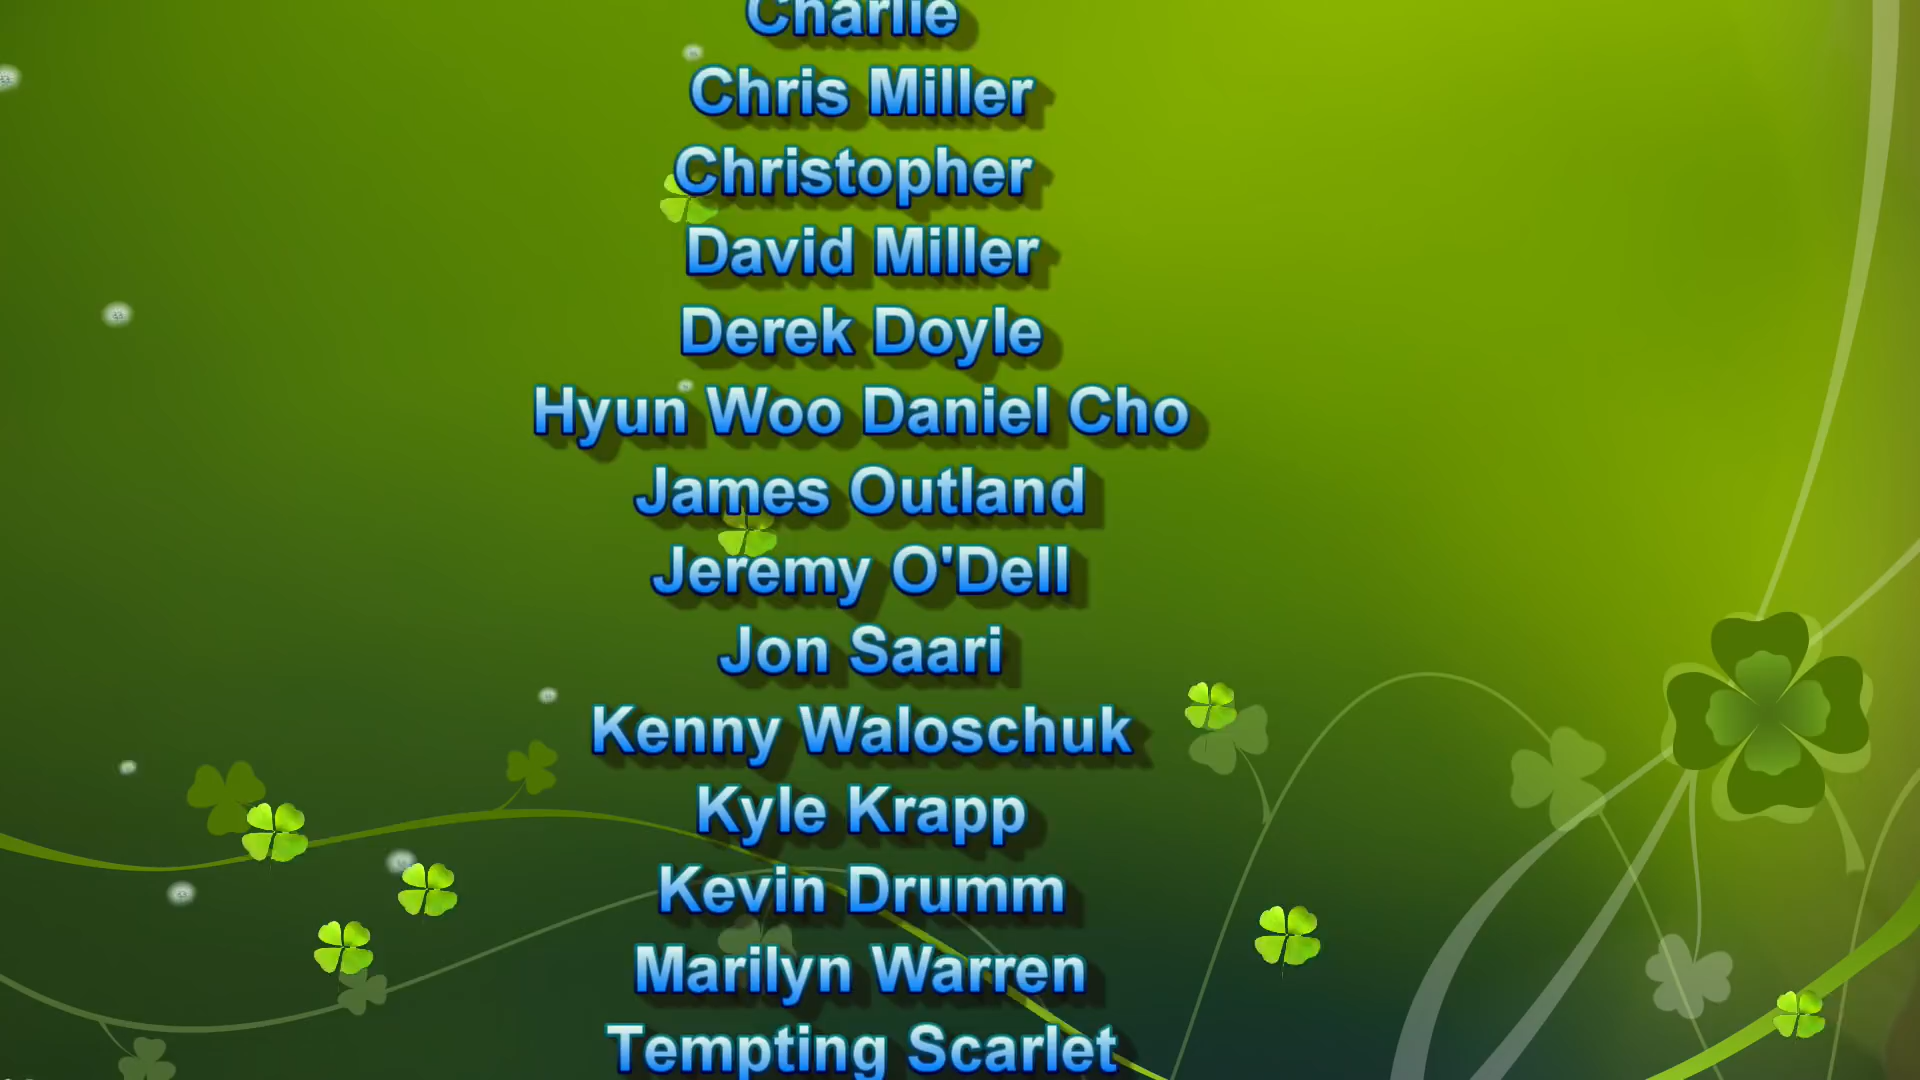 Charlie
Chris Miller
Christopher
David Miller
Derek Doyle
Hyun Woo Daniel Cho
James Outland
Jeremy O'Dell
Jon Saari
Kenny Waloschuk
Kyle Krapp
Kevin Drumm
Marilyn Warren
Tempting Scarlet